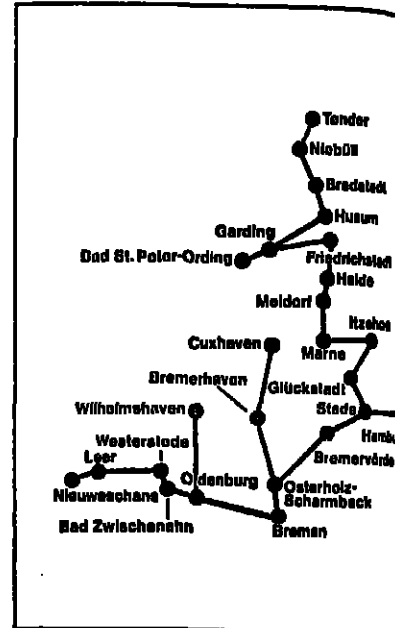 Tønder
Niebüll
Bredstedt
Husum
Garding
Friedrichstadt
Bad St. Peter-Ording
Heide
Meldorf
Itzehoe
Cuxhaven
Marne
Bremerhaven
Glückstadt
Wilhelmshaven
Stade
Hambu
Westerstede
Bremervörde
Leer
Oldenburg
Osterholz-
Scharmbeck
Nieuweschans
Bad Zwischenahn
Bremen